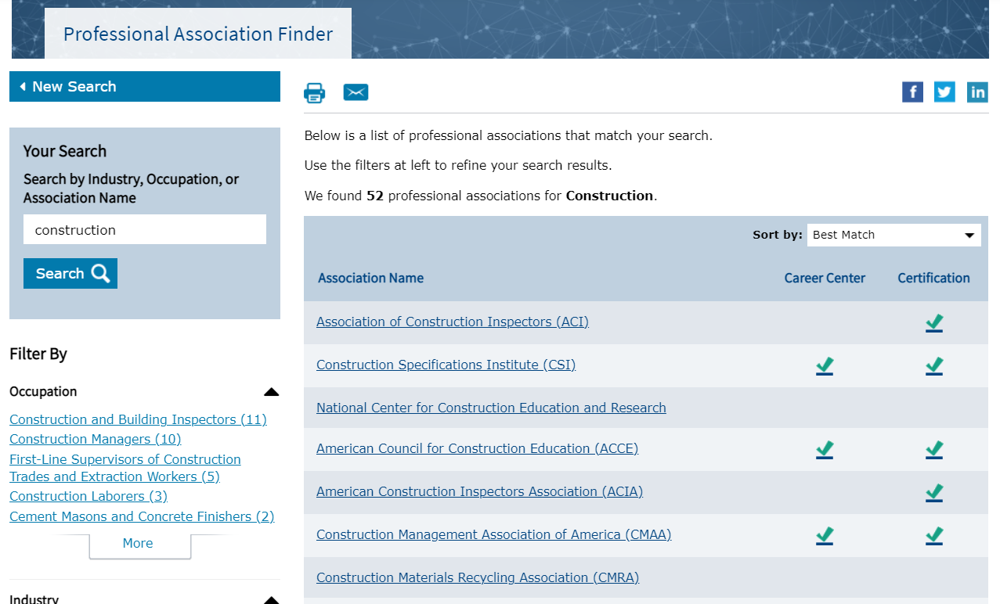 Professional Association Finder
New Search
Your Search
Search by Industry, Occupation, or
Association Name
construction
Search
Filter By
Occupation
Construction and Building Inspectors (11)
Construction Managers (10)
First-Line Supervisors of Construction
Trades and Extraction Workers (5)
Construction Laborers (3)
Cement Masons and Concrete Finishers (2)
More
Industry
f
in
Below is a list of professional associations that match your search.
Use the filters at left to refine your search results.
We found 52 professional associations for Construction.
Sort by: Best Match
Association Name Career Center Certification
Association of Construction Inspectors (ACI)
Construction Specifications Institute (CSI)
National Center for Construction Education and Research
American Council for Construction Education (ACCE)
American Construction Inspectors Association (ACIA)
Construction Management Association of America (CMAA)
Construction Materials Recycling Association (CMRA)